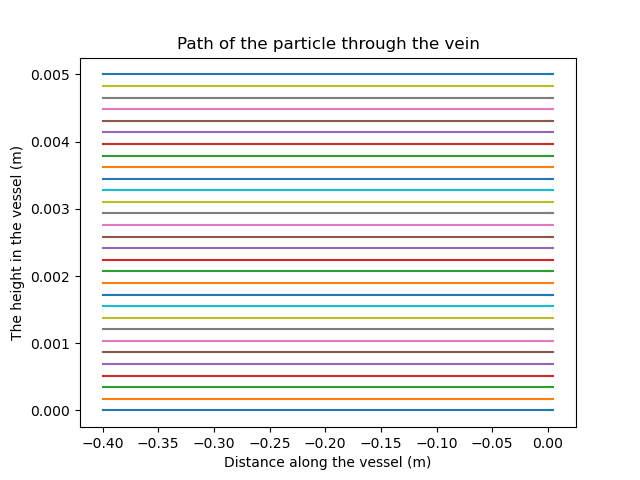 Path of the particle through the vein
0.005
0.004
0.003
0.002
0.001
0.000
The height in the vessel (m)
−0.40 −0.35 −0.30 −0.25 −0.20 −0.15 −0.10 −0.05 0.00
Distance along the vessel (m)